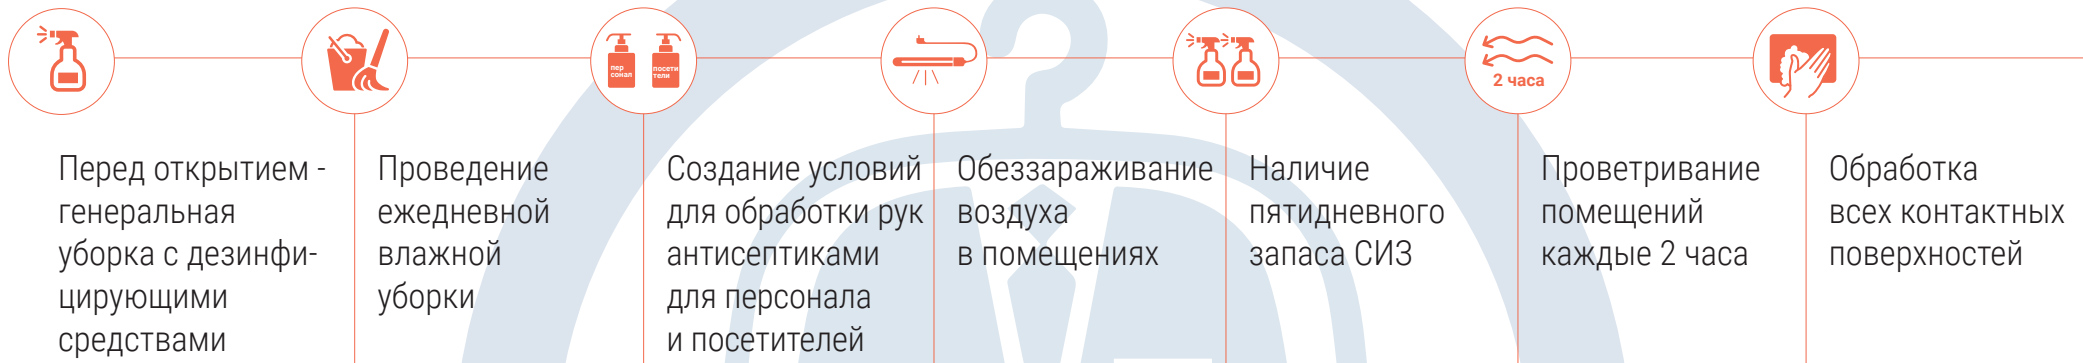 пер
сонал
посети
тели
2 часа
Перед открытием -
генеральная
уборка с дезинфи-
цирующими
средствами
Проведение
ежедневной
влажной
уборки
Создание условий
для обработки рук
антисептиками
для персонала
и посетителей
Обеззараживание
воздуха
в помещениях
Наличие
пятидневного
запаса СИЗ
Проветривание
помещений
каждые 2 часа
Обработка
всех контактных
поверхностей